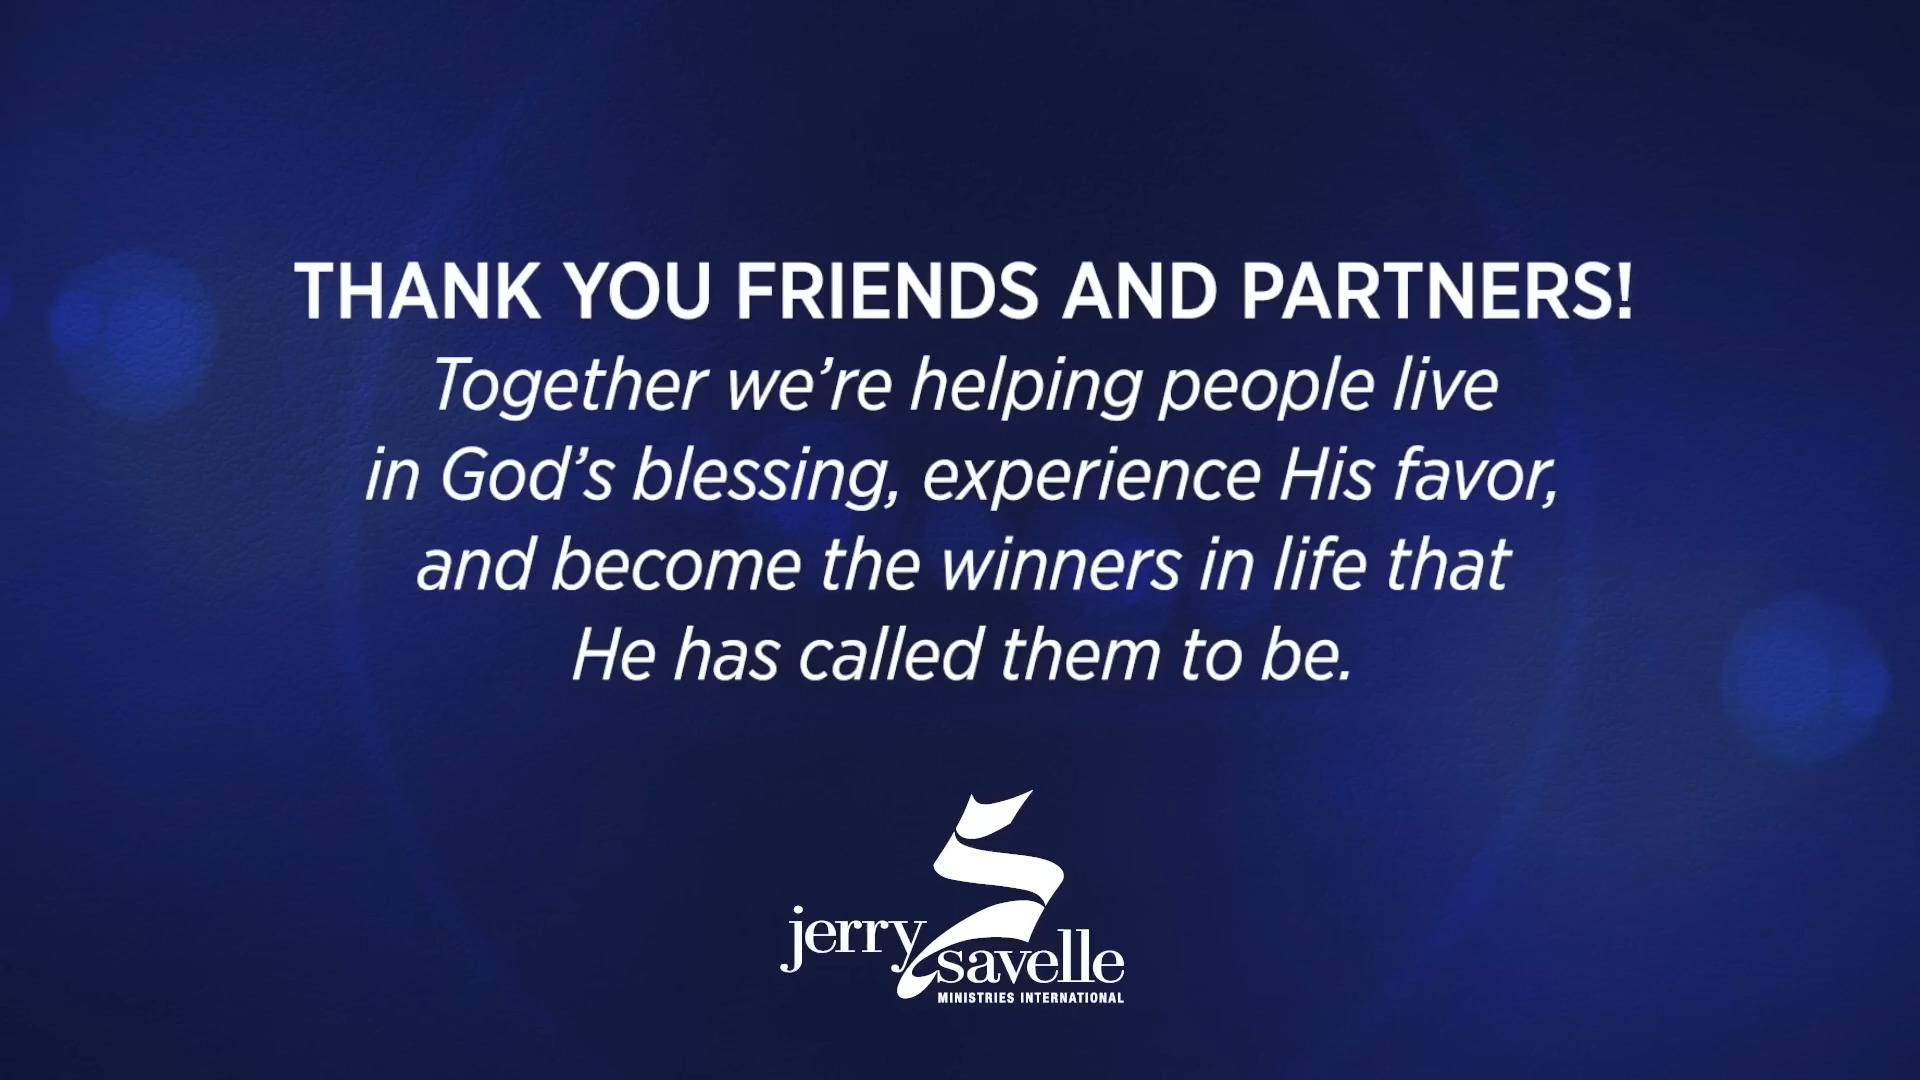 THANK YOU FRIENDS AND PARTNERS!
Together we’re helping people live
in God’s blessing, experience His favor,
and become the winners in life that
He has called them to be.
jerry
savelle
MINISTRIES INTERNATIONAL